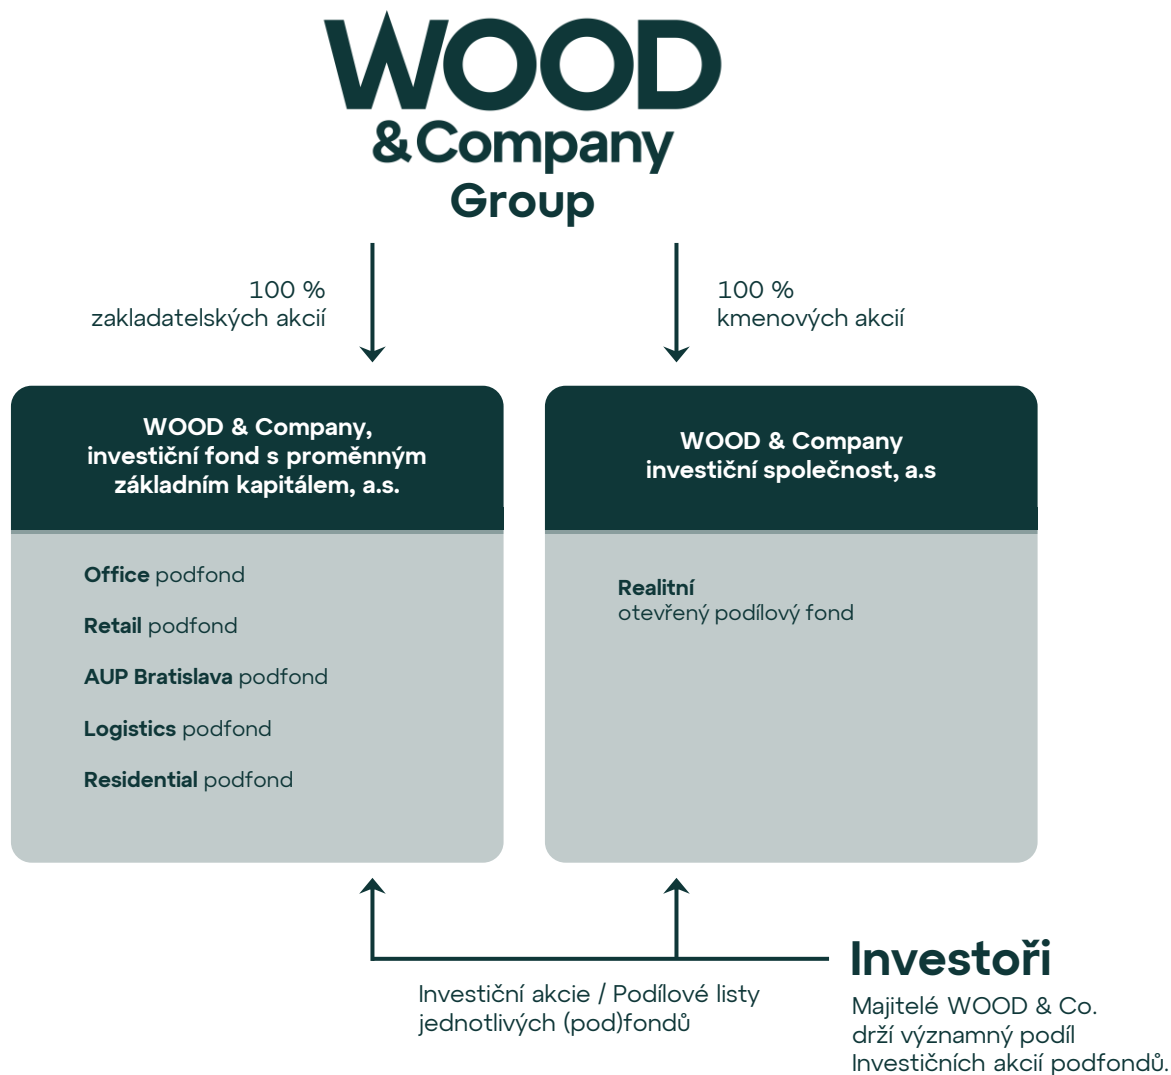 WOOD
&Company
Group
100 %
zakladatelských akcií
100 %
kmenových akcií
WOOD & Company,
investiční fond s proměnným
základním kapitálem, a.s.
Office podfond
Retail podfond
AUP Bratislava podfond
Logistics podfond
Residential podfond
WOOD & Company
investiční společnost, a.s
Realitní
otevřený podílový fond
Investiční akcie / Podílové listy
jednotlivých (pod)fondů
Investoři
Majitelé WOOD & Co.
drží významný podíl
Investičních akcií podfondů.